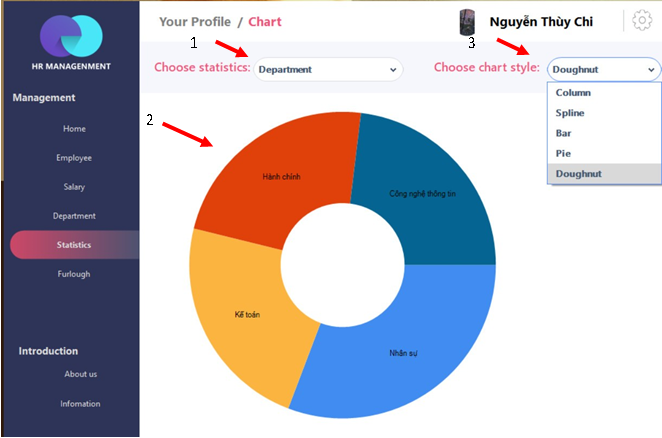 HR MANAGENMENT
Management
Home
Employee
Salary
Department
Statistics
Furlough
Introduction
About us
Infomation
Your Profile / Chart
Nguyễn Thùy Chi
1
3
Choose statistics: Department
Choose chart style: Doughnut
Column
Spline
Bar
Pie
Doughnut
2
Hành chính
Công nghệ thông tin
Kế toán
Nhân sự